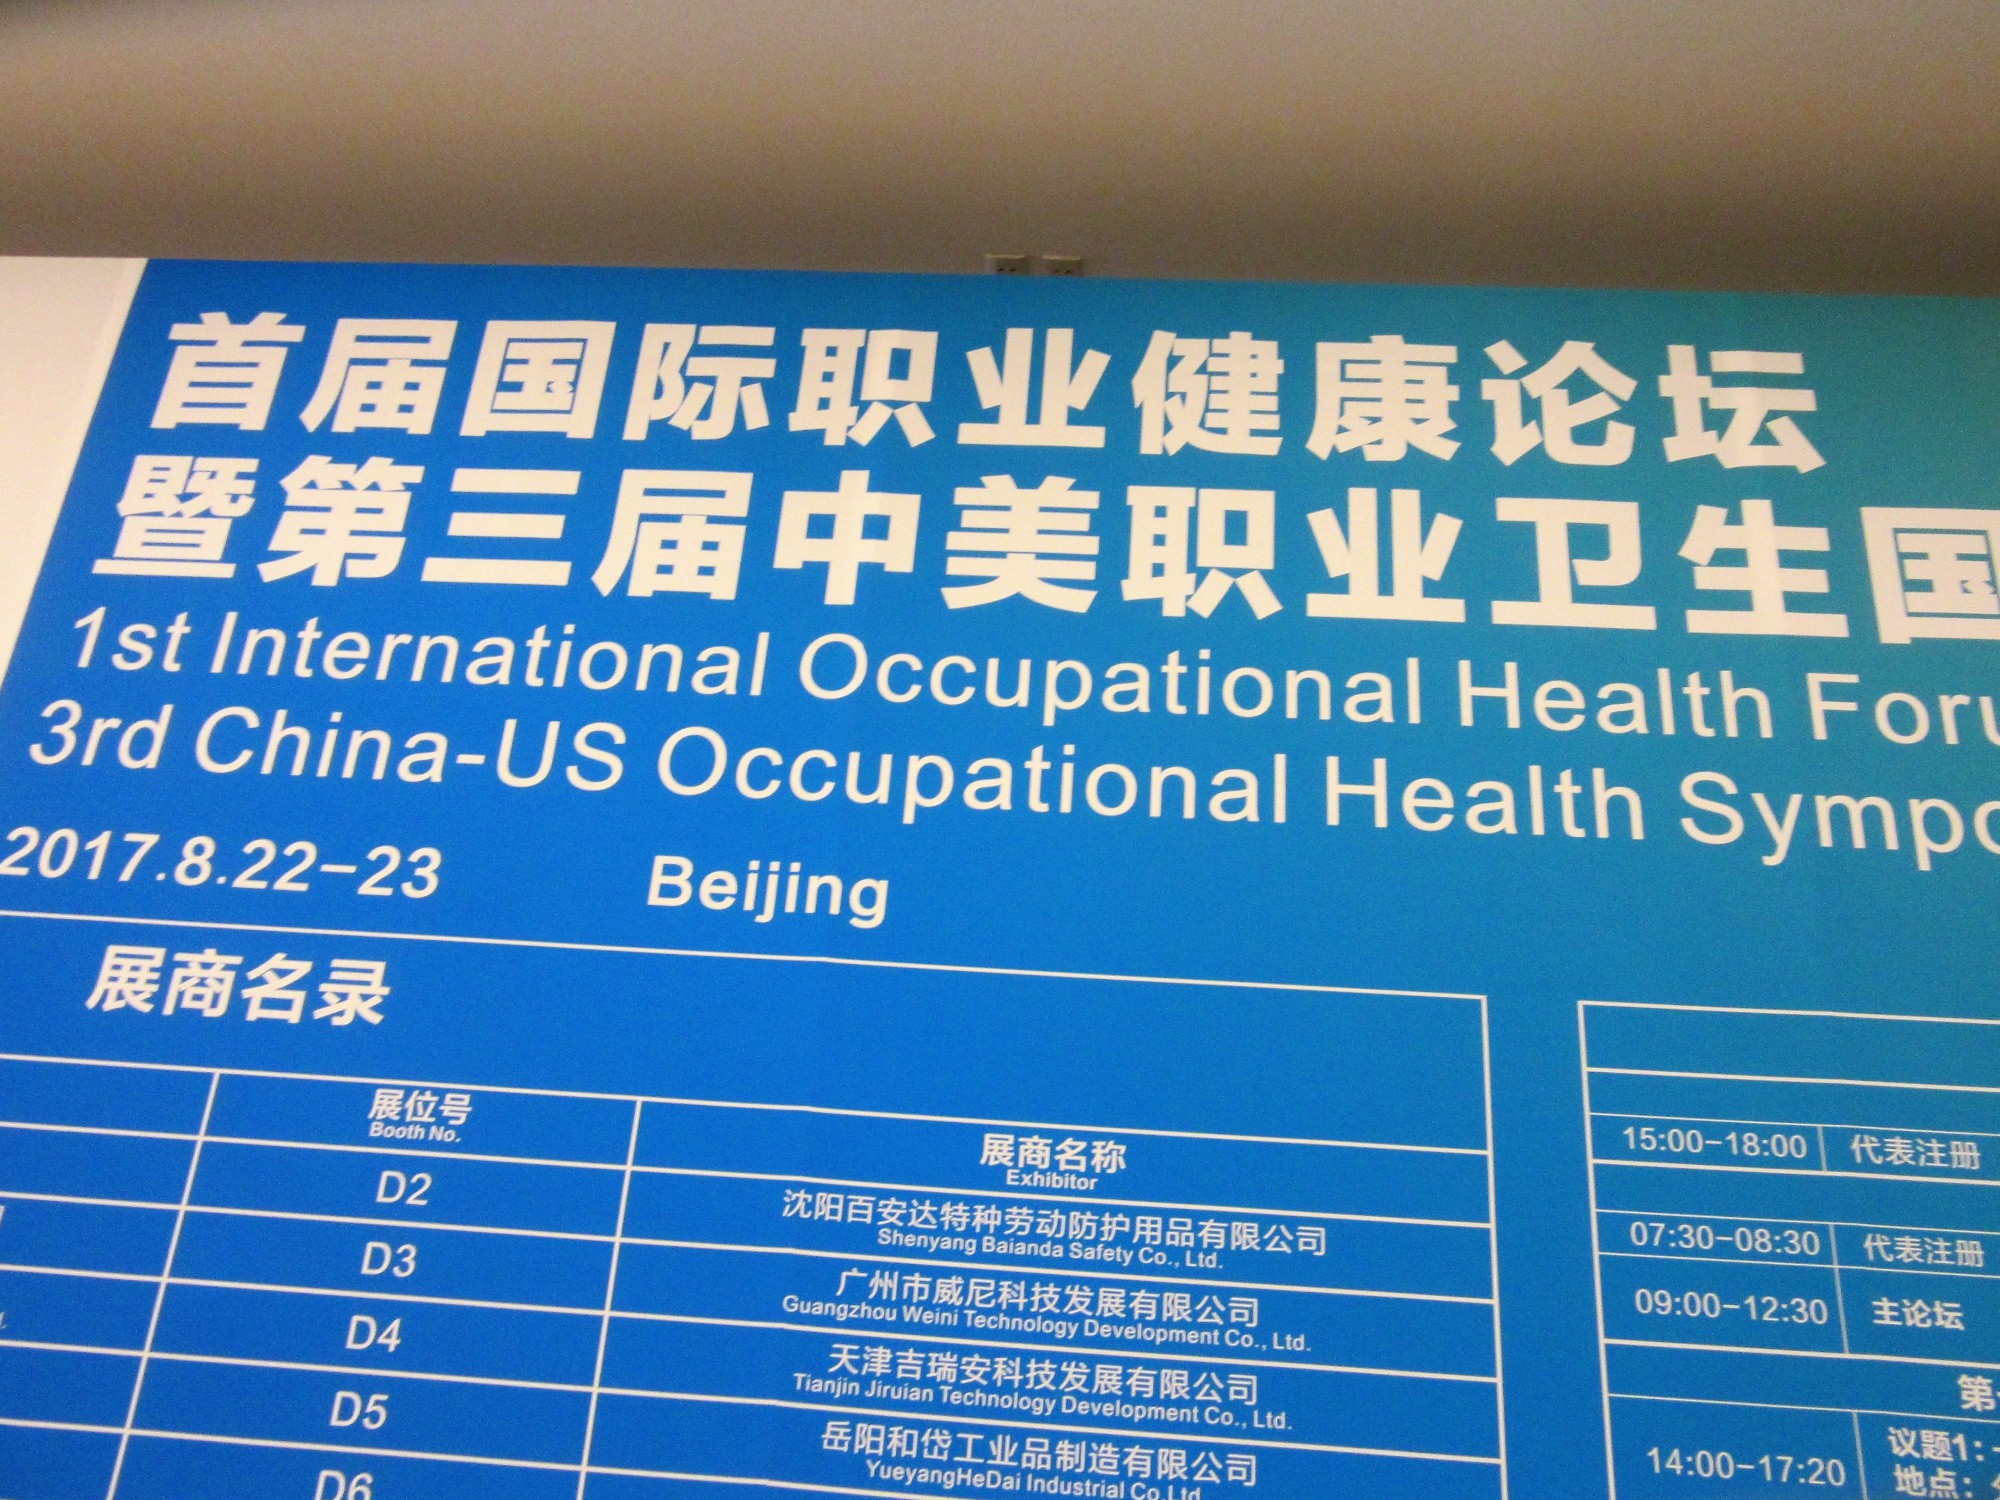 首届国际职业健康论坛
暨第三届中美职业卫生国
1st International Occupational Health Foru
3rd China-US Occupational Health Sympo
2017.8.22-23 Beijing
展商名录
展位号 展商名称
Booth No. Exhibitor
D2 沈阳百安达特种劳动防护用品有限公司
Shenyang Baianda Safety Co., Ltd.
D3 广州市威尼科技发展有限公司
Guangzhou Weini Technology Development Co., Ltd.
D4 天津吉瑞安科技发展有限公司
Tianjin Jiruian Technology Development Co., Ltd.
D5 岳阳和岱工业品制造有限公司
YueyangHeDai Industrial Co.Ltd
D6
15:00-18:00 代表注册
07:30-08:30 代表注册
09:00-12:30 主论坛
第
14:00-17:20 议题1:
地点: